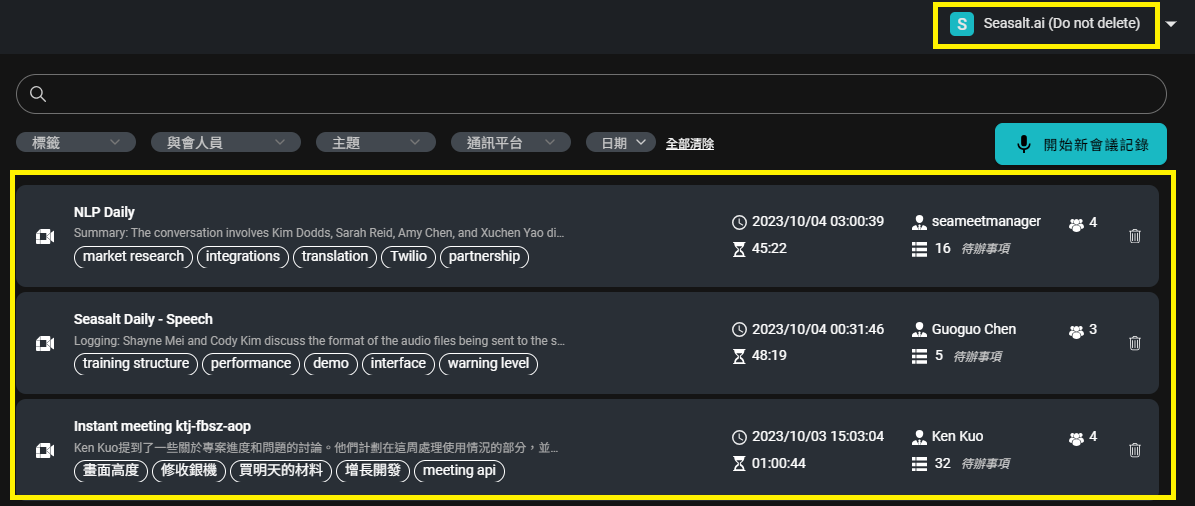 S Seasalt.ai (Do not delete)
標籤 與會人員 主題 通訊平台 日期 全部清除
開始新會議記錄
NLP Daily
Summary: The conversation involves Kim Dodds, Sarah Reid, Amy Chen, and Xuchen Yao di...
market research integrations translation Twilio partnership
2023/10/04 03:00:39 seameetmanager 4
45:22 16 待辦事項
Seasalt Daily - Speech
Logging: Shayne Mei and Cody Kim discuss the format of the audio files being sent to the s...
training structure performance demo interface warning level
2023/10/04 00:31:46 Guoguo Chen 3
48:19 5 待辦事項
Instant meeting ktj-fbsz-aop
Ken Kuo提到了一些關於專案進度和問題的討論。他們計劃在這周處理使用情況的部分，並...
畫面高度 修收銀機 買明天的材料 增長開發 meeting api
2023/10/03 15:03:04 Ken Kuo 4
01:00:44 32 待辦事項